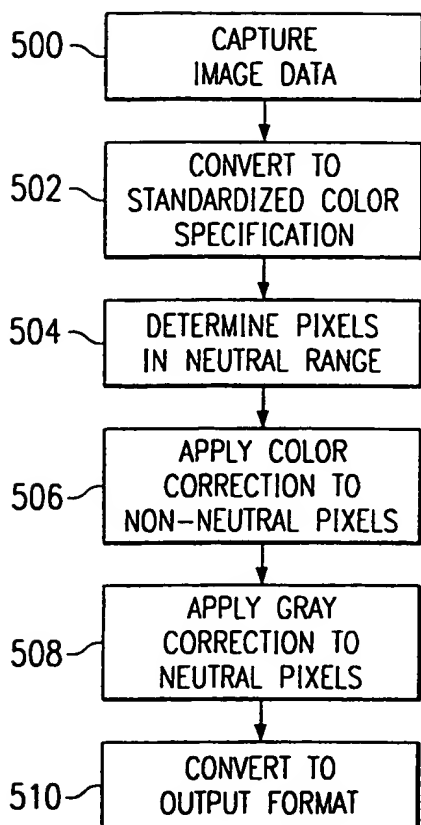 500
CAPTURE
IMAGE DATA
502
CONVERT TO
STANDARDIZED COLOR
SPECIFICATION
504
DETERMINE PIXELS
IN NEUTRAL RANGE
506
APPLY COLOR
CORRECTION TO
NON-NEUTRAL PIXELS
508
APPLY GRAY
CORRECTION TO
NEUTRAL PIXELS
510
CONVERT TO
OUTPUT FORMAT